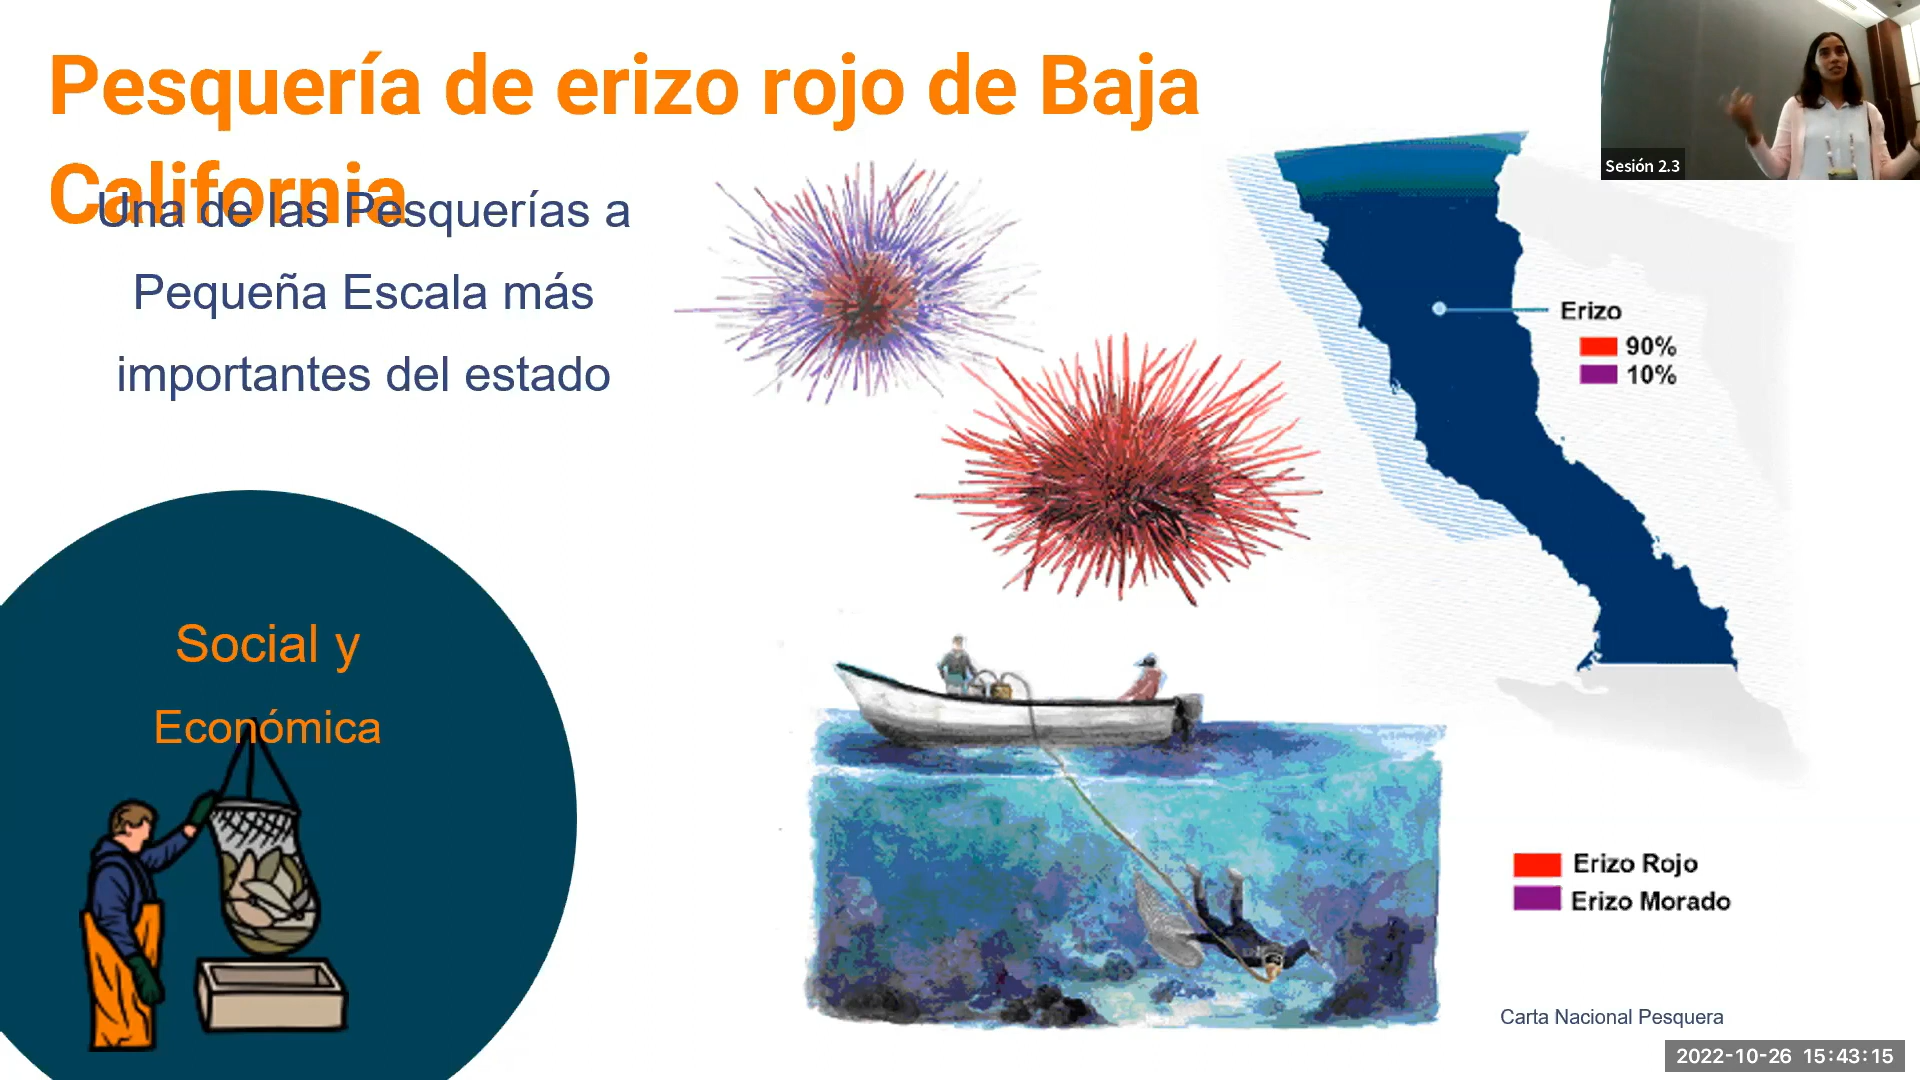 Pesquería de erizo rojo de Baja
California
Una de las Pesquerías a
Pequeña Escala más
importantes del estado
Social y
Económica
Erizo
90%
10%
Erizo Rojo
Erizo Morado
Carta Nacional Pesquera
Sesión 2.3
2022-10-26 15:43:15